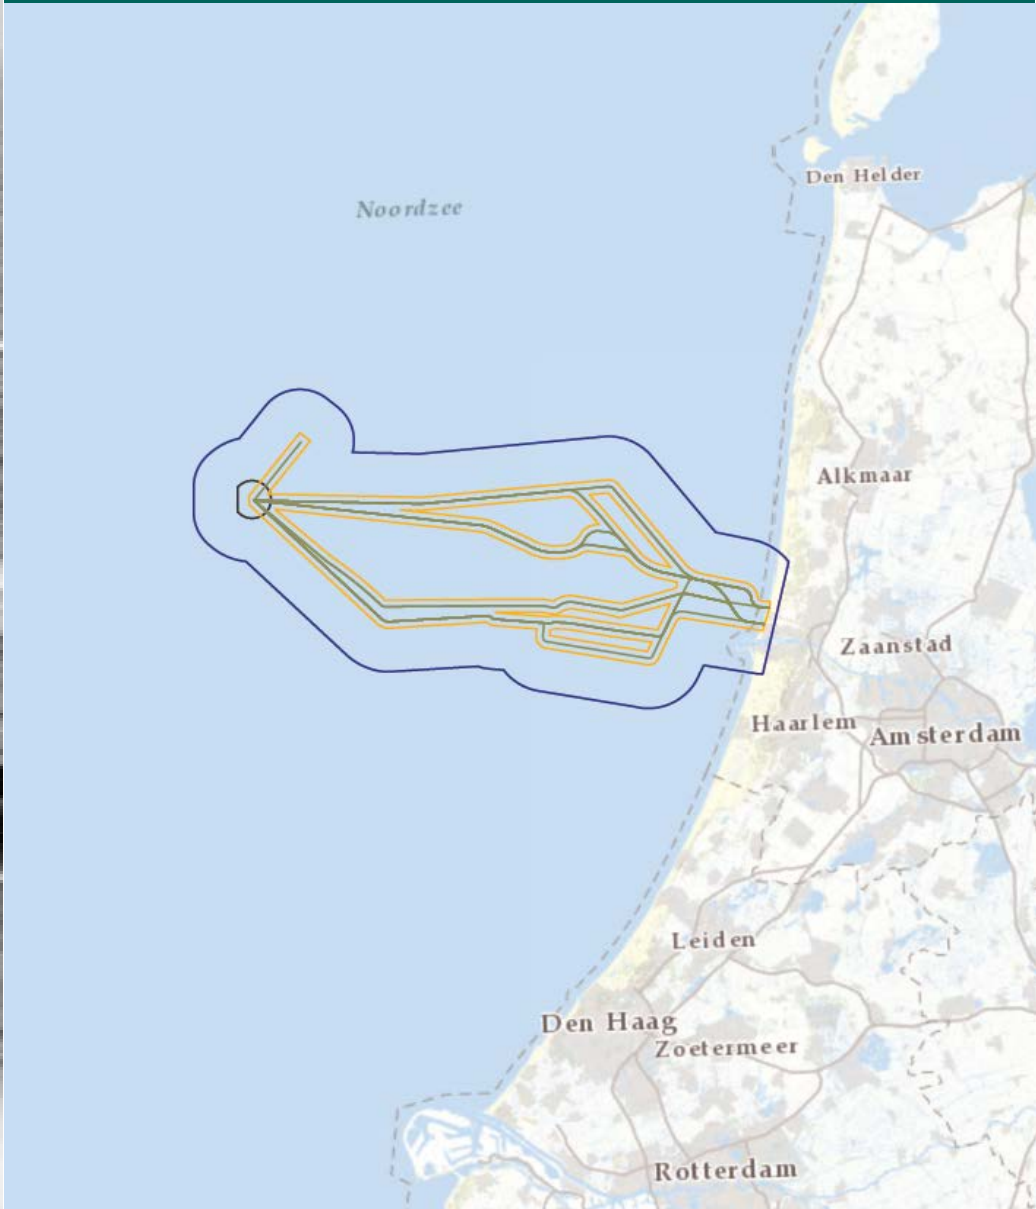 Den Helder
Noordzee
Alkmaar
Zaanstad
Haarlem
Amsterdam
Leiden
Den Haag
Zoetermeer
Rotterdam